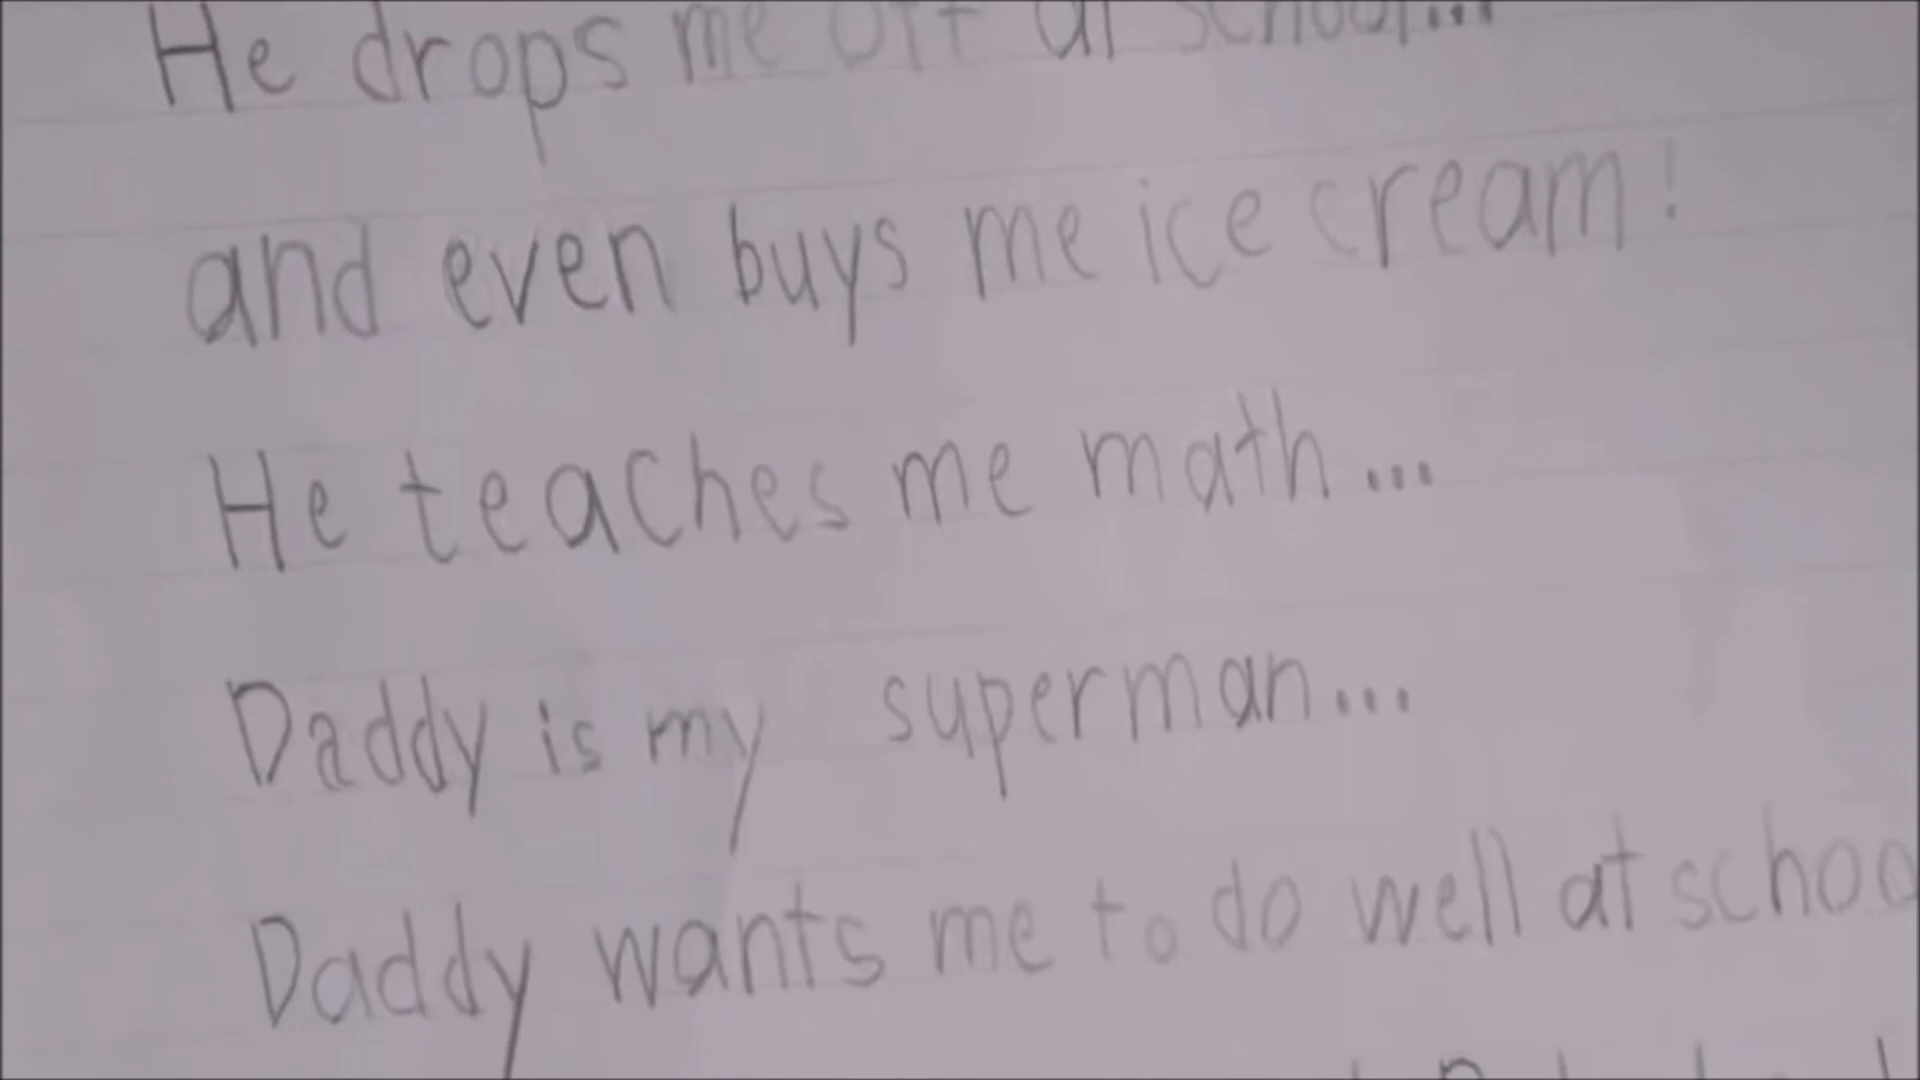 He drops me off at school...
and even buys me ice cream!
He teaches me math...
Daddy is my superman...
Daddy wants me to do well at schoo